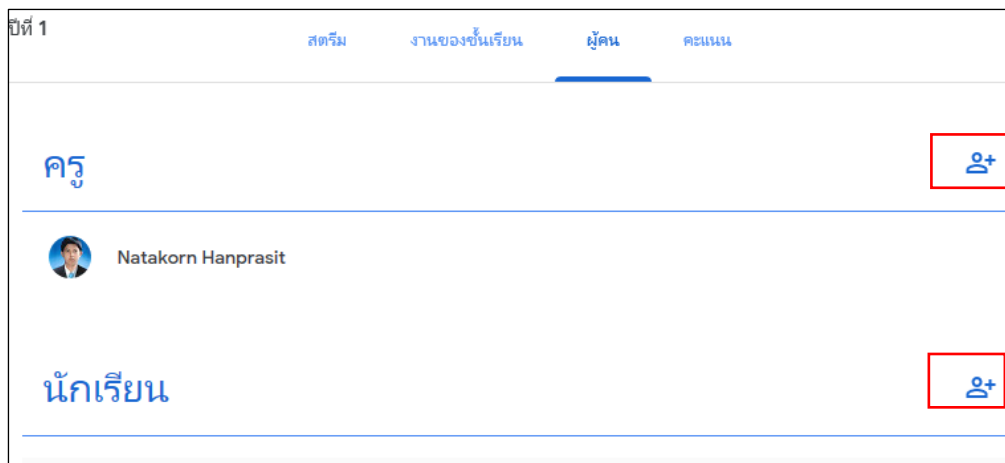 ปีที่ 1
สตรีม งานของชั้นเรียน ผู้คน คะแนน
ครู
Natakorn Hanprasit
นักเรียน